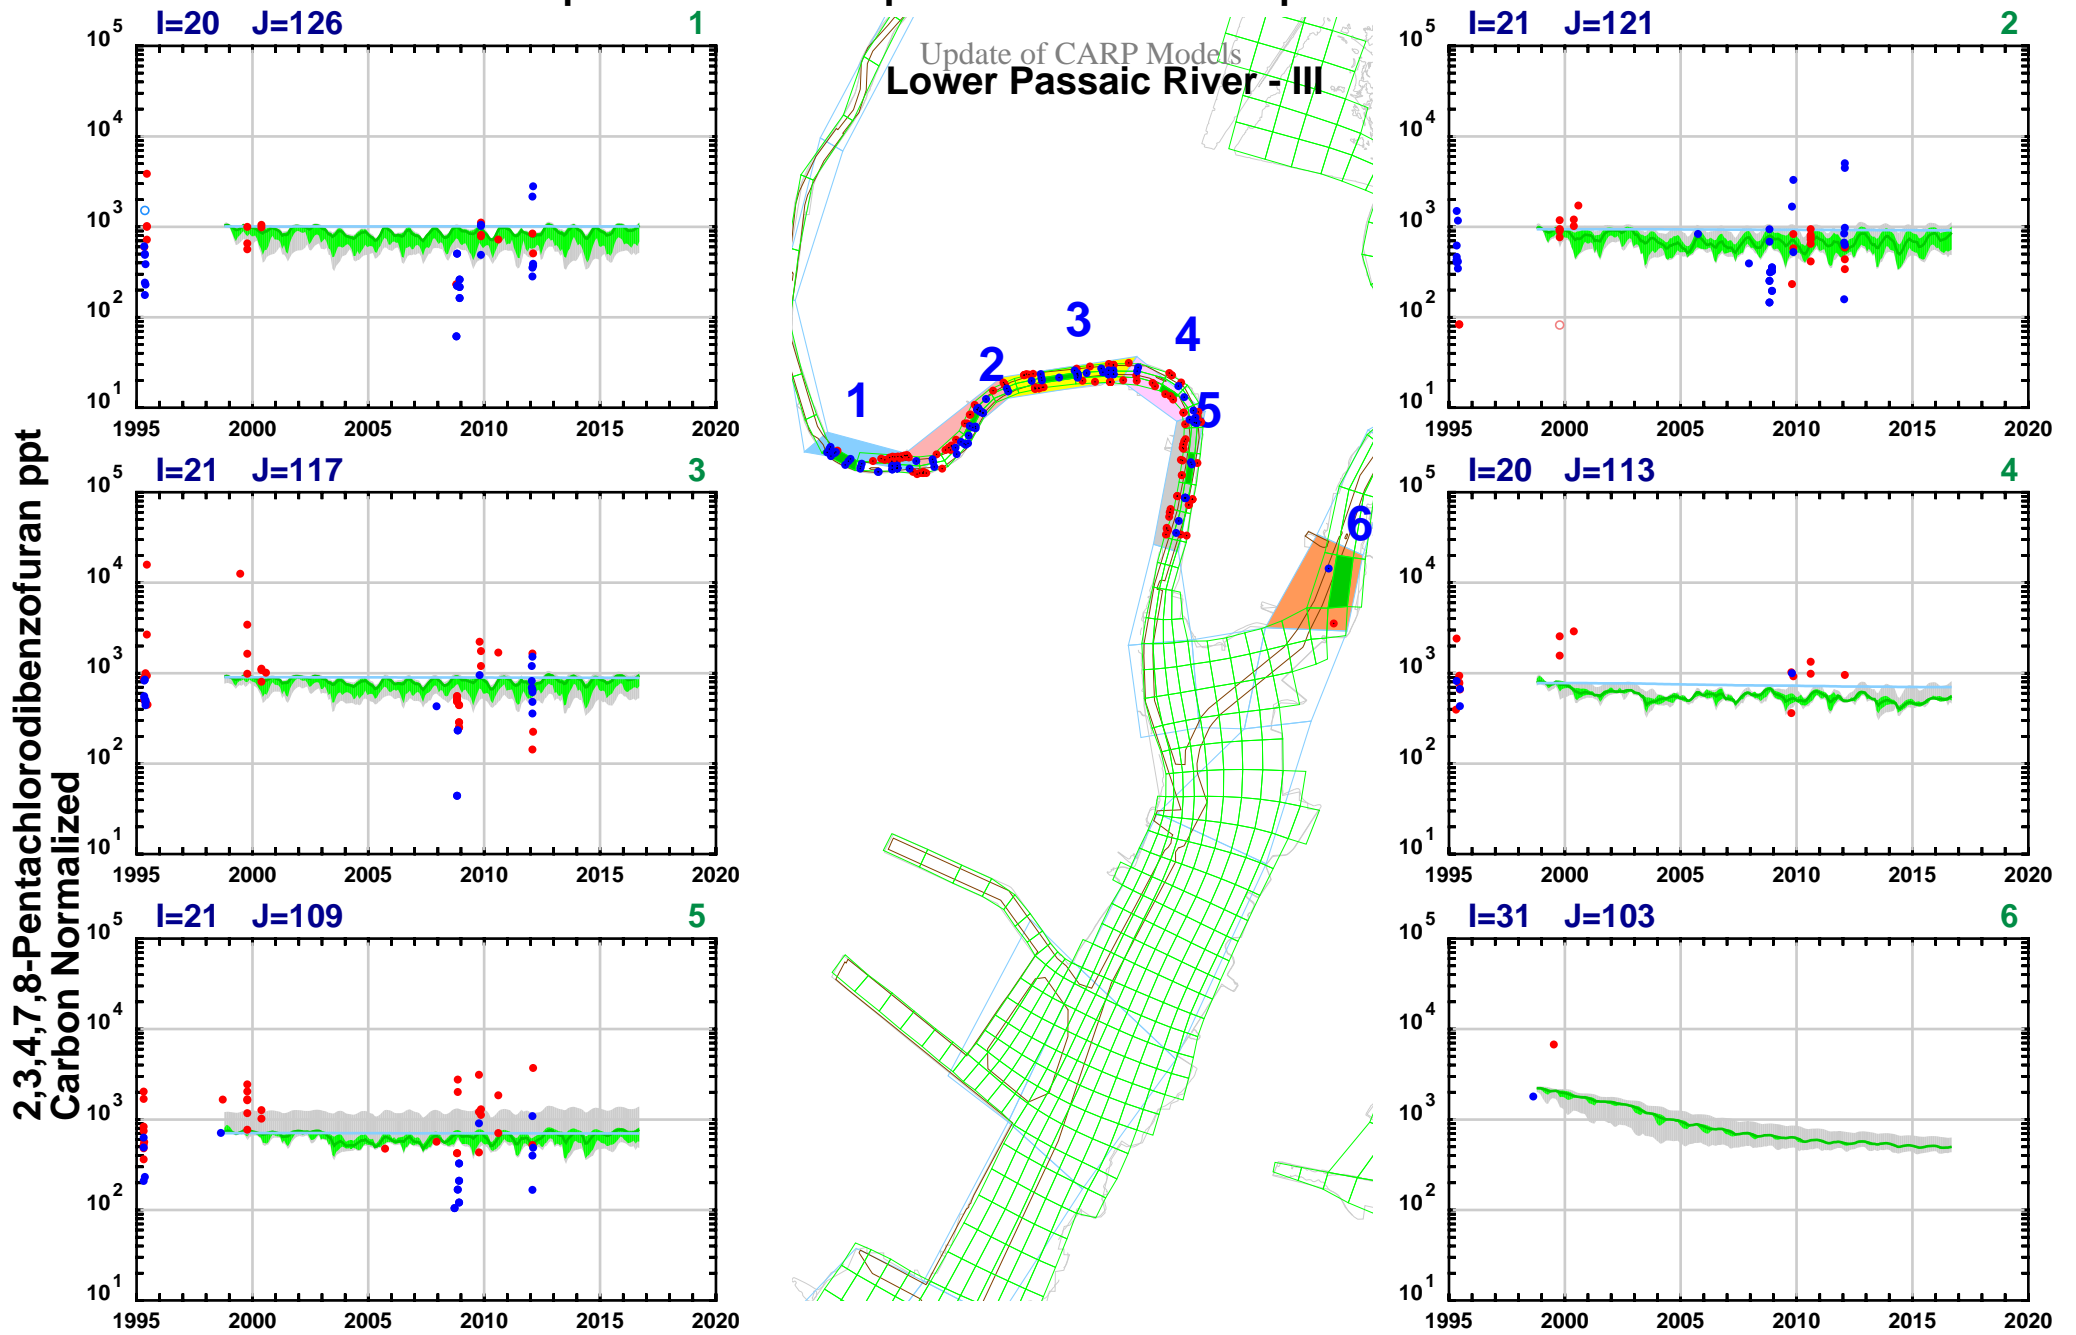 Update of CARP Models
Lower Passaic River - III
2,3,4,7,8-Pentachlorodibenzofuran ppt
Carbon Normalized
I=20 J=126 1
10^5
10^4
10^3
10^2
10^1
1995 2000 2005 2010 2015 2020
I=21 J=121 2
10^5
10^4
10^3
10^2
10^1
1995 2000 2005 2010 2015 2020
I=21 J=117 3
10^5
10^4
10^3
10^2
10^1
1995 2000 2005 2010 2015 2020
I=20 J=113 4
10^5
10^4
10^3
10^2
10^1
1995 2000 2005 2010 2015 2020
I=21 J=109 5
10^5
10^4
10^3
10^2
10^1
1995 2000 2005 2010 2015 2020
I=31 J=103 6
10^5
10^4
10^3
10^2
10^1
1995 2000 2005 2010 2015 2020
1
2
3
4
5
6